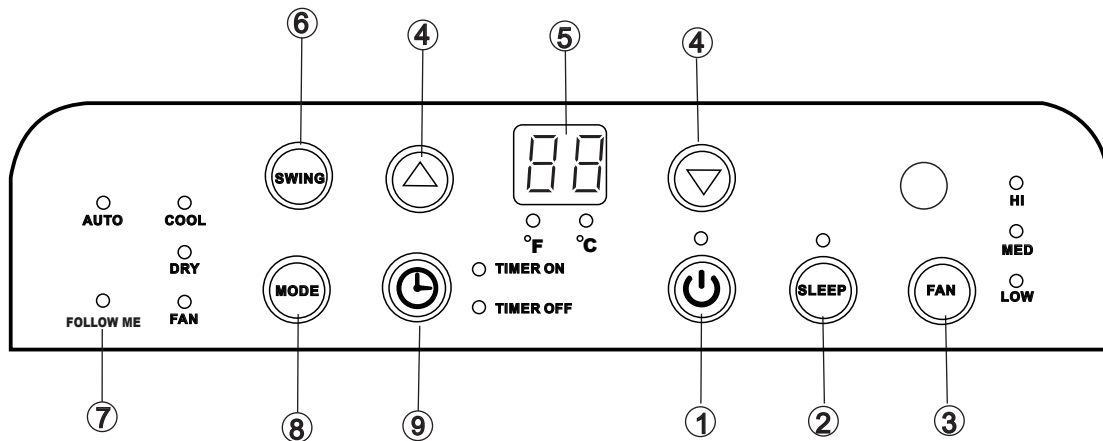 ⑥ ④ ⑤ ④
SWING
88
AUTO COOL
°F °C
HI
DRY
TIMER ON
MED
MODE
SLEEP
FAN
LOW
FOLLOW ME FAN
TIMER OFF
⑦ ⑧ ⑨ ① ② ③